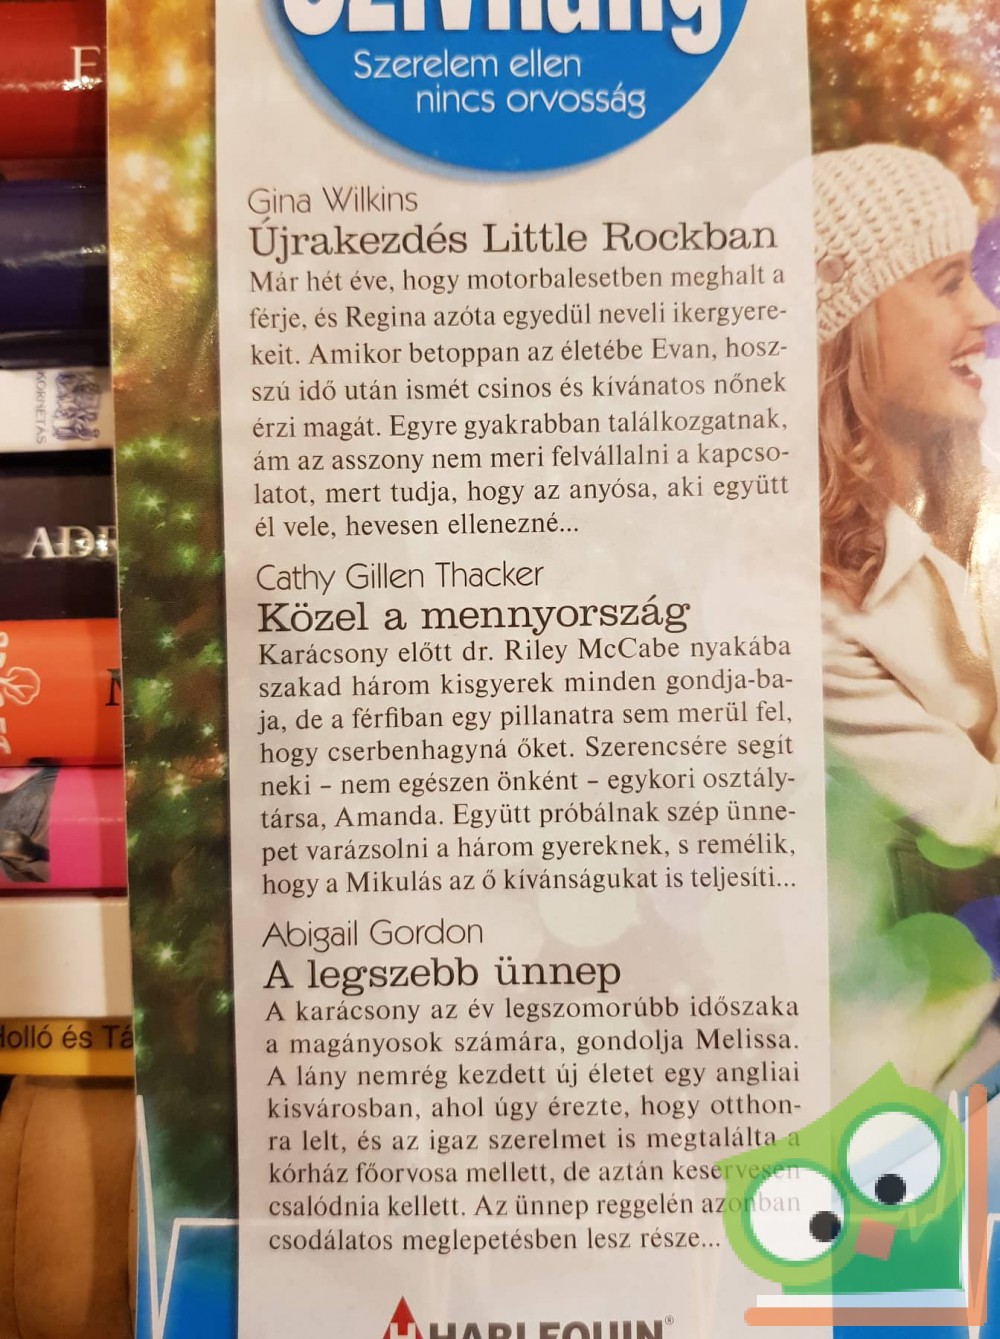 Szívhang
Szerelem ellen
nincs orvosság
Gina Wilkins
Újrakezdés Little Rockban
Már hét éve, hogy motorbalesetben meghalt a
férje, és Regina azóta egyedül neveli ikergyere-
keit. Amikor betoppan az életébe Evan, hosz-
szú idő után ismét csinos és kívánatos nőnek
érzi magát. Egyre gyakrabban találkozgatnak,
ám az asszony nem meri felvállalni a kapcso-
latot, mert tudja, hogy az anyósa, aki együtt
él vele, hevesen ellenezné...
Cathy Gillen Thacker
Közel a mennyország
Karácsony előtt dr. Riley McCabe nyakába
szakad három kisgyerek minden gondja-ba-
ja, de a férfiban egy pillanatra sem merül fel,
hogy cserbenhagyná őket. Szerencsére segít
neki – nem egészen önként – egykori osztály-
társa, Amanda. Együtt próbálnak szép ünne-
pet varázsolni a három gyereknek, s remélik,
hogy a Mikulás az ő kívánságukat is teljesíti...
Abigail Gordon
A legszebb ünnep
A karácsony az év legszomorúbb időszaka
a magányosok számára, gondolja Melissa.
A lány nemrég kezdett új életet egy angliai
kisvárosban, ahol úgy érezte, hogy otthon-
ra lelt, és az igaz szerelmet is megtalálta a
kórház főorvosa mellett, de aztán keservesen
csalódnia kellett. Az ünnep reggelén azonban
csodálatos meglepetésben lesz része...
HARLEQUIN®
KORNÉTÁS
ADR
Holló és Tá